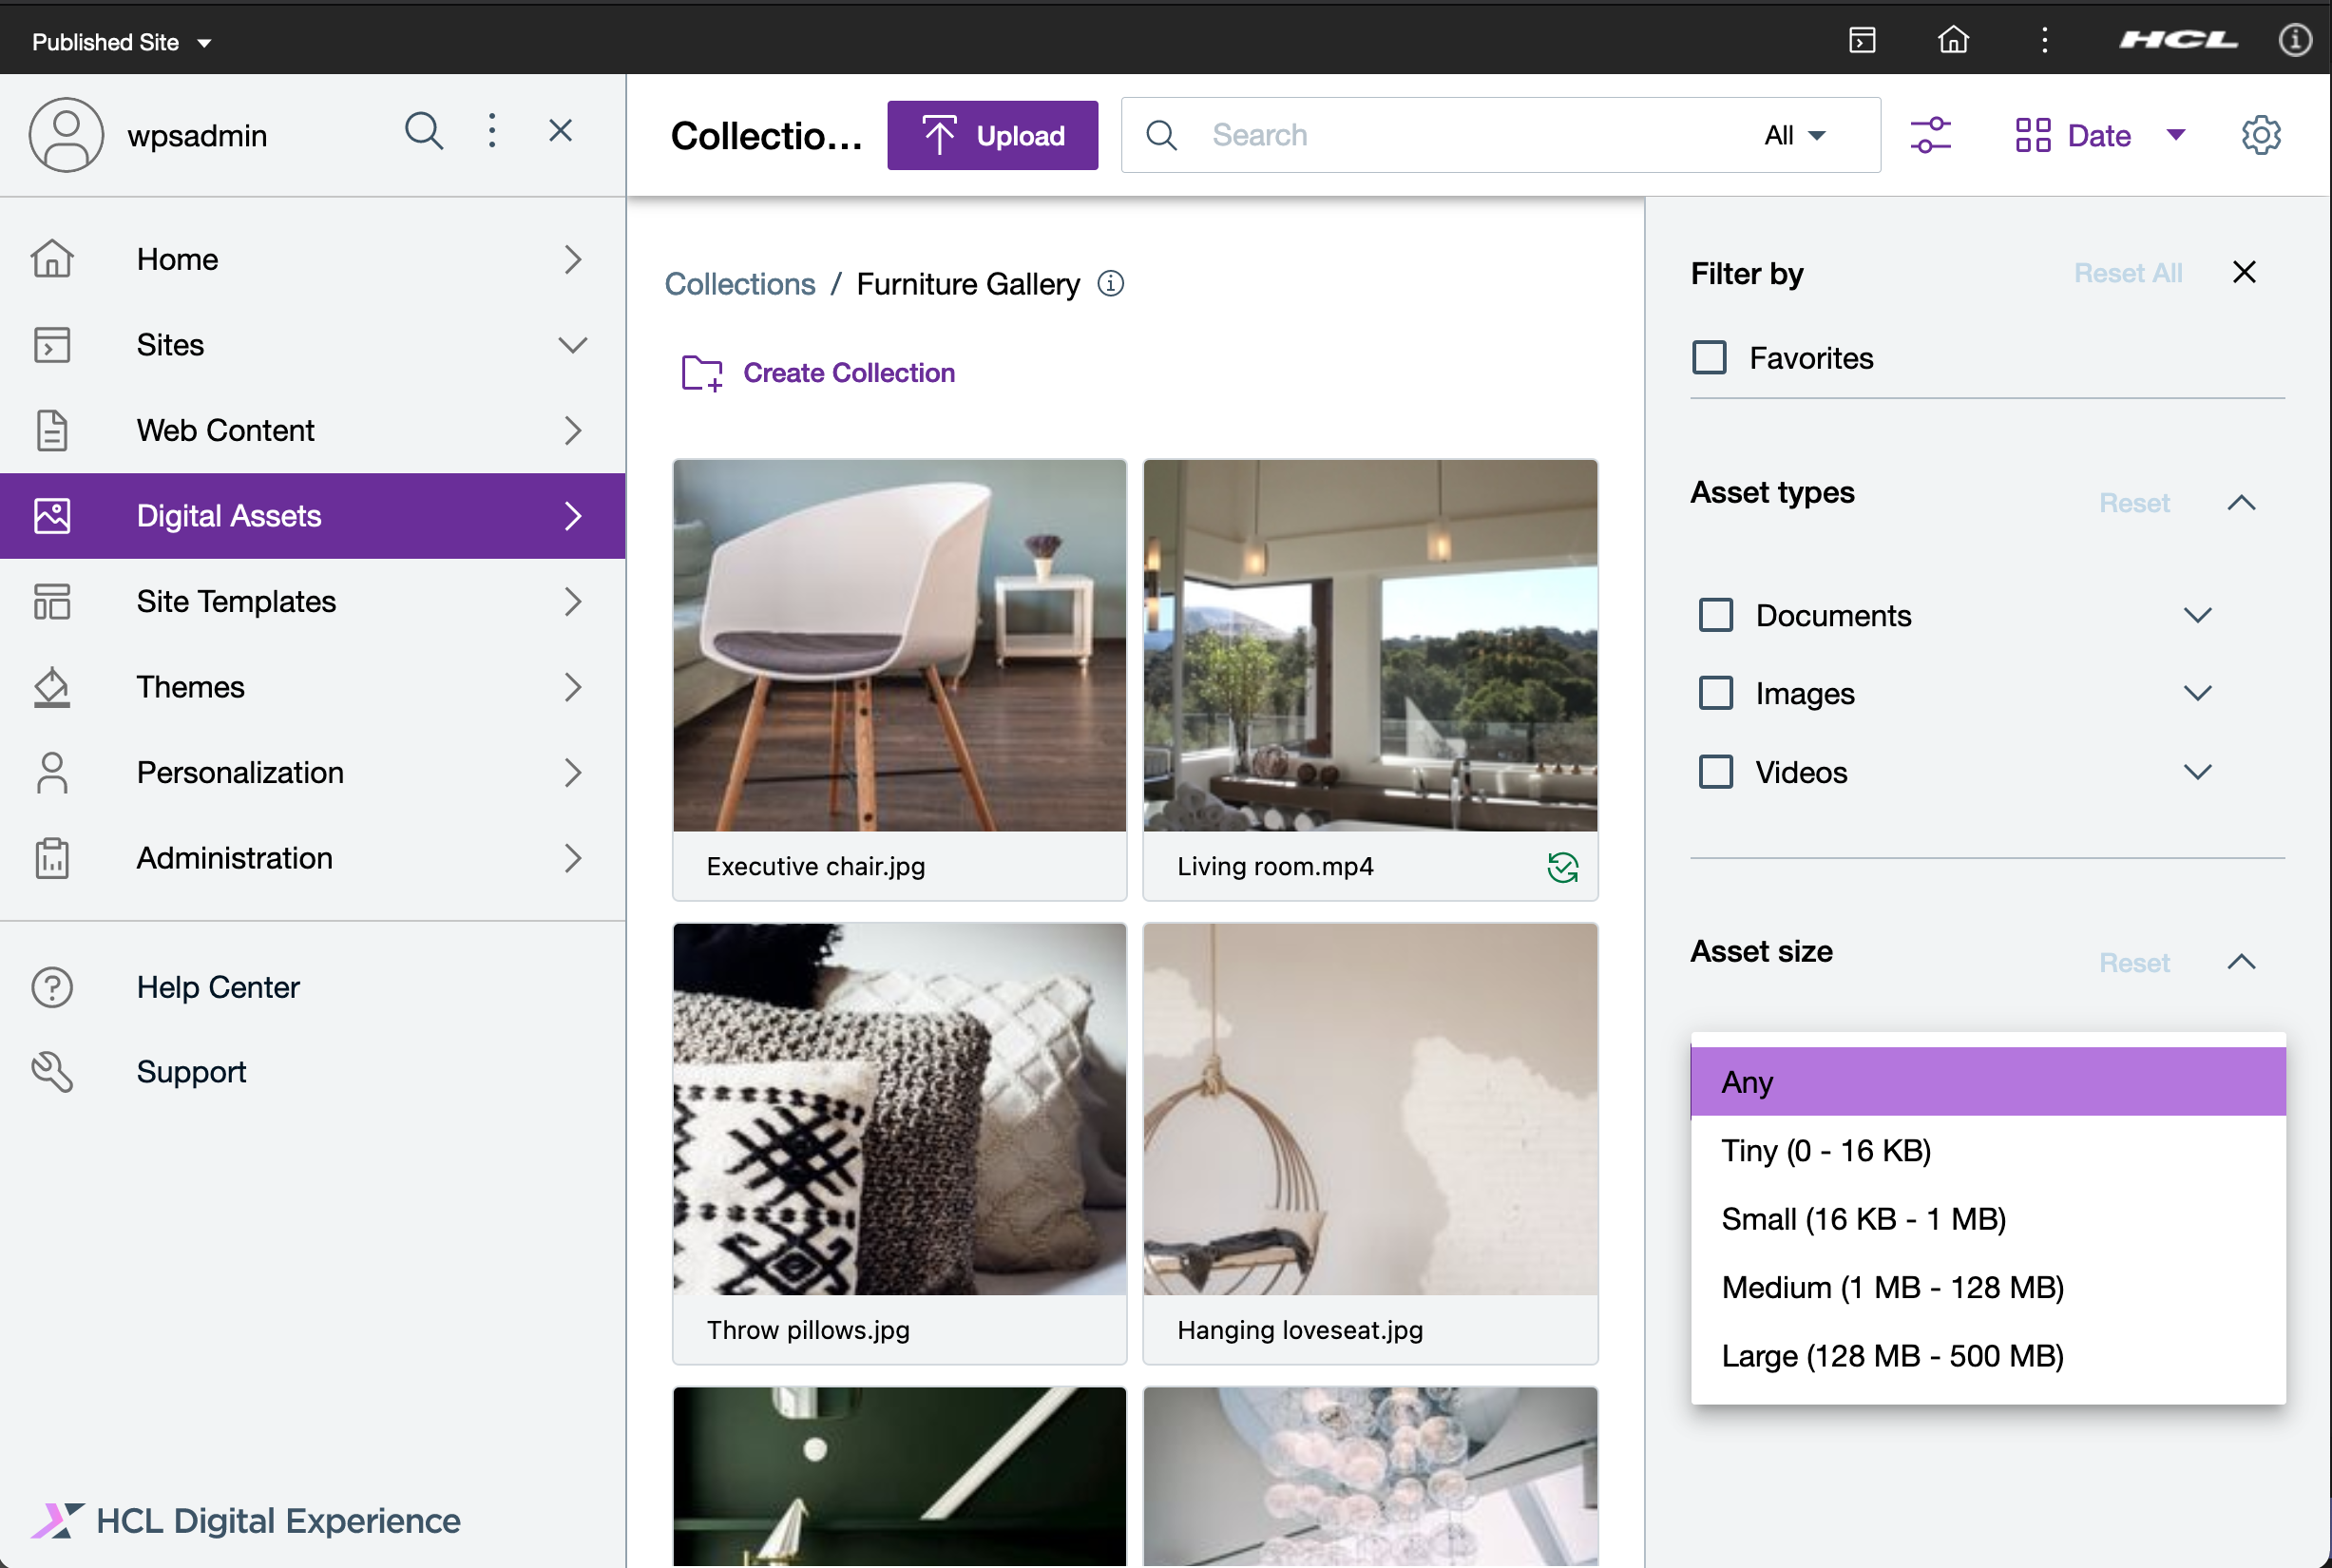 Published Site
HCL
wpsadmin
Collectio...
Upload
Search
All
Date
Home
Sites
Web Content
Digital Assets
Site Templates
Themes
Personalization
Administration
Help Center
Support
HCL Digital Experience
Collections / Furniture Gallery
Create Collection
Executive chair.jpg
Living room.mp4
Throw pillows.jpg
Hanging loveseat.jpg
Filter by
Reset All
Favorites
Asset types
Reset
Documents
Images
Videos
Asset size
Reset
Any
Tiny (0 - 16 KB)
Small (16 KB - 1 MB)
Medium (1 MB - 128 MB)
Large (128 MB - 500 MB)